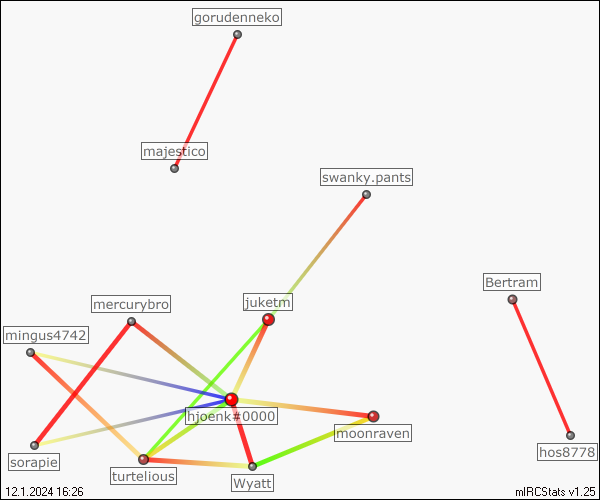 gorudenneko
majestico
swanky.pants
Bertram
mercurybro
juketm
mingus4742
hjoenk#0000
moonraven
sorapie
hos8778
turtelious
Wyatt
12.1.2024 16:26
mIRCStats v1.25